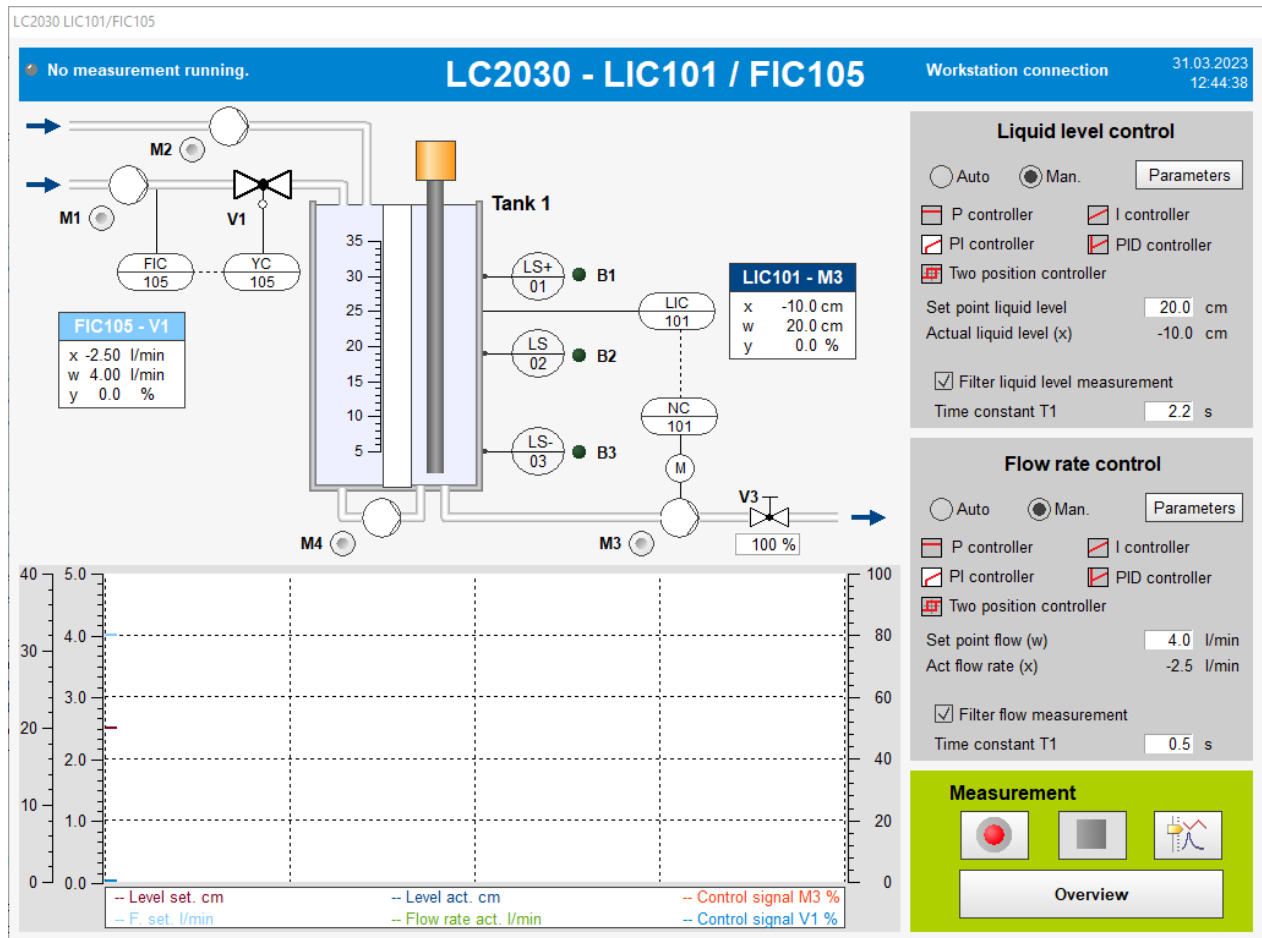 LC2030 LIC101/FIC105
No measurement running.
LC2030 - LIC101 / FIC105
Workstation connection
31.03.2023
12:44:38
M2
M1
V1
FIC
105
YC
105
FIC105 - V1
x -2.50 l/min
w 4.00 l/min
y 0.0 %
Tank 1
35
30
25
20
15
10
5
LS+
01
B1
LS
02
B2
LS-
03
B3
LIC
101
LIC101 - M3
x -10.0 cm
w 20.0 cm
y 0.0 %
NC
101
M
V3
100 %
M4
M3
Liquid level control
Auto
Man.
Parameters
P controller
I controller
PI controller
PID controller
Two position controller
Set point liquid level 20.0 cm
Actual liquid level (x) -10.0 cm
Filter liquid level measurement
Time constant T1 2.2 s
Flow rate control
Auto
Man.
Parameters
P controller
I controller
PI controller
PID controller
Two position controller
Set point flow (w) 4.0 l/min
Act flow rate (x) -2.5 l/min
Filter flow measurement
Time constant T1 0.5 s
40
30
20
10
0
5.0
4.0
3.0
2.0
1.0
0.0
100
80
60
40
20
0
-- Level set. cm
-- Level act. cm
-- Control signal M3 %
-- F. set. l/min
-- Flow rate act. l/min
-- Control signal V1 %
Measurement
Overview